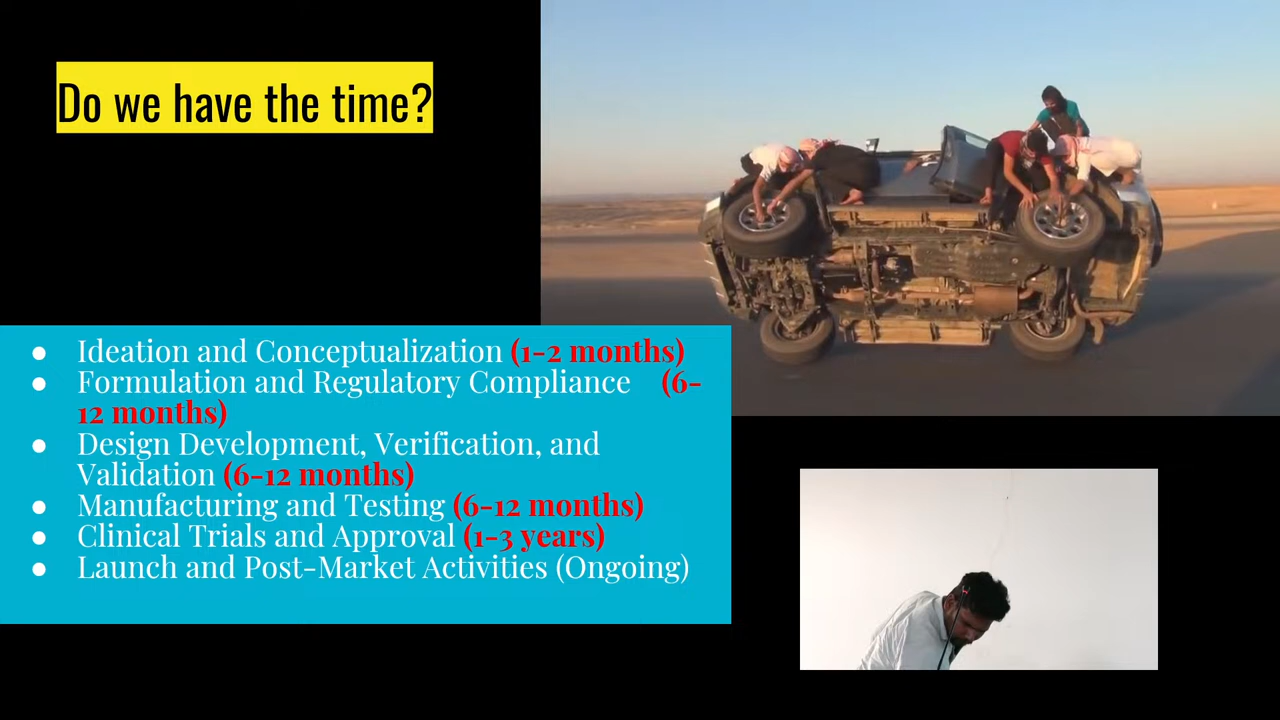 Do we have the time?
● Ideation and Conceptualization (1-2 months)
● Formulation and Regulatory Compliance (6-
12 months)
● Design Development, Verification, and
Validation (6-12 months)
● Manufacturing and Testing (6-12 months)
● Clinical Trials and Approval (1-3 years)
● Launch and Post-Market Activities (Ongoing)